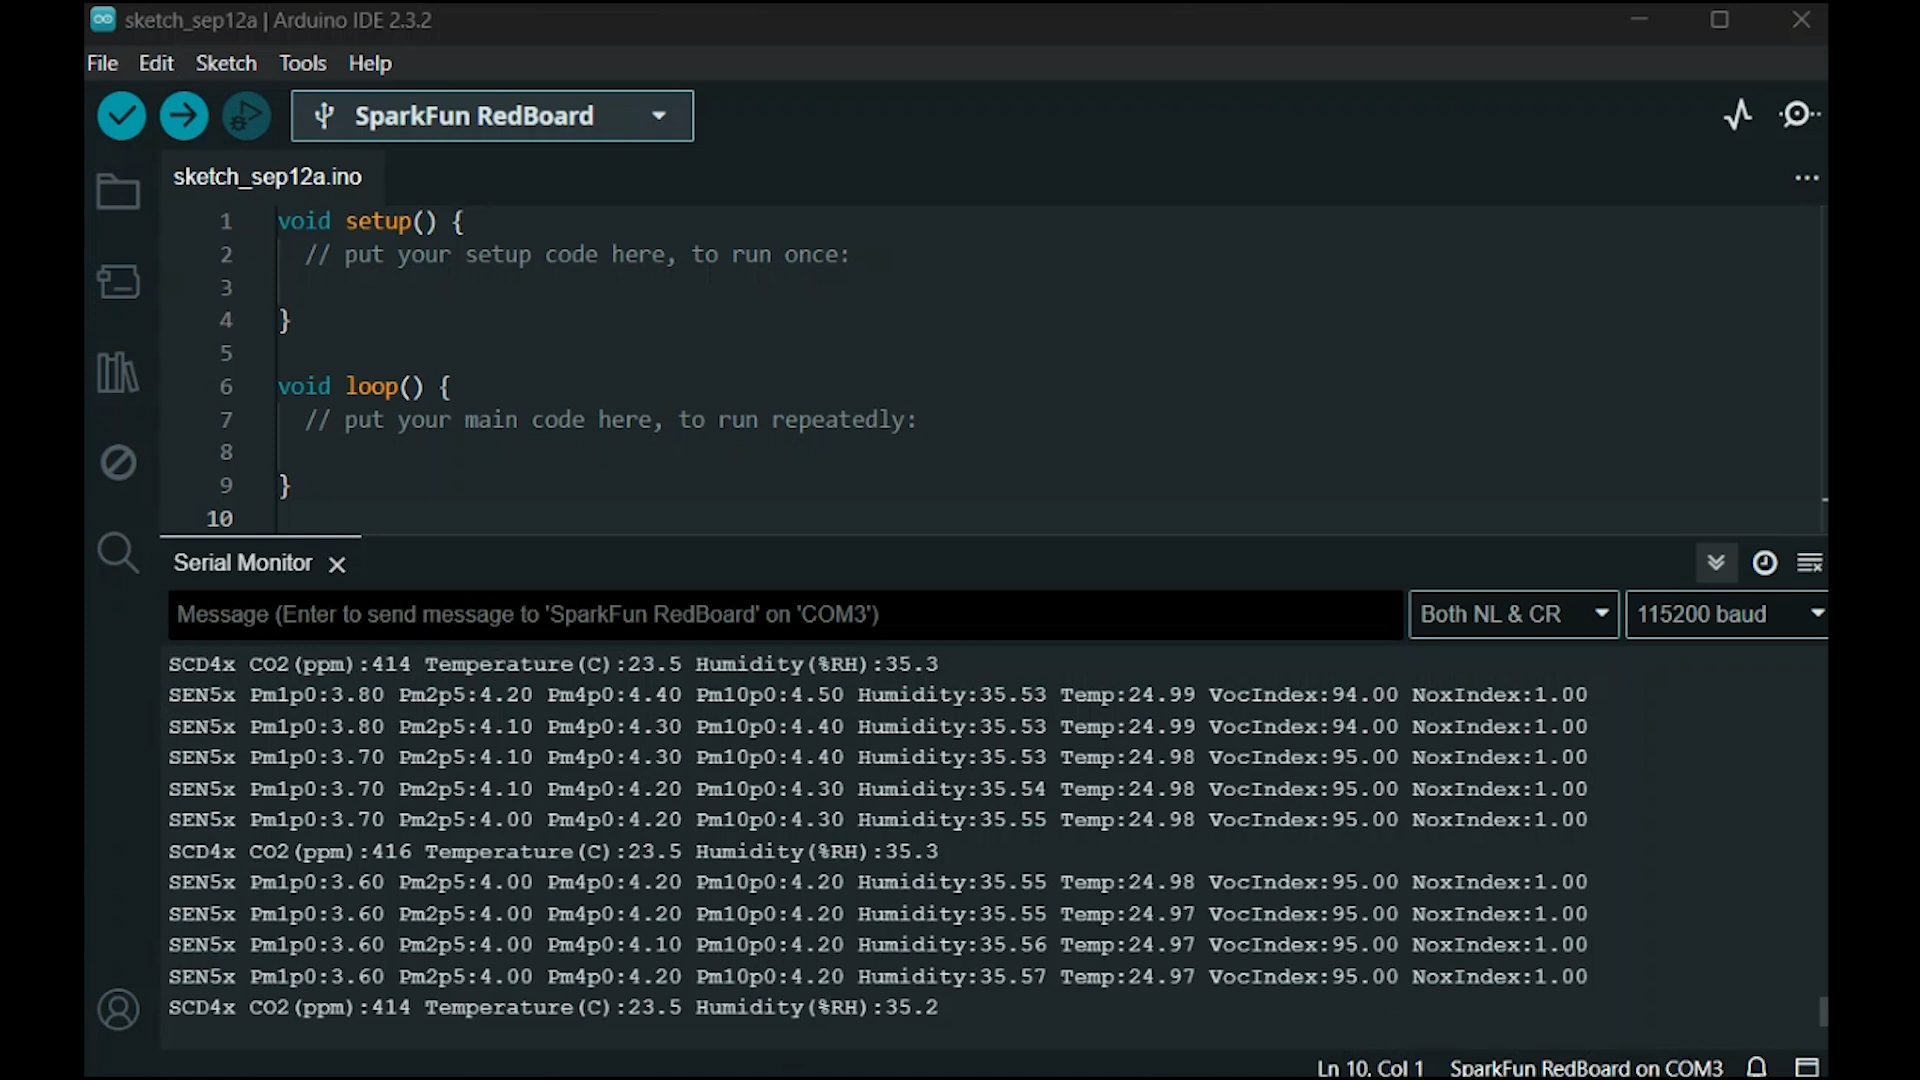 sketch_sep12a | Arduino IDE 2.3.2
File Edit Sketch Tools Help
SparkFun RedBoard
sketch_sep12a.ino
1 void setup() {
2 // put your setup code here, to run once:
3
4 }
5
6 void loop() {
7 // put your main code here, to run repeatedly:
8
9 }
10
Serial Monitor
Message (Enter to send message to 'SparkFun RedBoard' on 'COM3') Both NL & CR 115200 baud
SCD4x CO2(ppm):414 Temperature(C):23.5 Humidity(%RH):35.3
SEN5x Pm1p0:3.80 Pm2p5:4.20 Pm4p0:4.40 Pm10p0:4.50 Humidity:35.53 Temp:24.99 VocIndex:94.00 NoxIndex:1.00
SEN5x Pm1p0:3.80 Pm2p5:4.10 Pm4p0:4.30 Pm10p0:4.40 Humidity:35.53 Temp:24.99 VocIndex:94.00 NoxIndex:1.00
SEN5x Pm1p0:3.70 Pm2p5:4.10 Pm4p0:4.30 Pm10p0:4.40 Humidity:35.53 Temp:24.98 VocIndex:95.00 NoxIndex:1.00
SEN5x Pm1p0:3.70 Pm2p5:4.10 Pm4p0:4.20 Pm10p0:4.30 Humidity:35.54 Temp:24.98 VocIndex:95.00 NoxIndex:1.00
SEN5x Pm1p0:3.70 Pm2p5:4.00 Pm4p0:4.20 Pm10p0:4.30 Humidity:35.55 Temp:24.98 VocIndex:95.00 NoxIndex:1.00
SCD4x CO2(ppm):416 Temperature(C):23.5 Humidity(%RH):35.3
SEN5x Pm1p0:3.60 Pm2p5:4.00 Pm4p0:4.20 Pm10p0:4.20 Humidity:35.55 Temp:24.98 VocIndex:95.00 NoxIndex:1.00
SEN5x Pm1p0:3.60 Pm2p5:4.00 Pm4p0:4.20 Pm10p0:4.20 Humidity:35.55 Temp:24.97 VocIndex:95.00 NoxIndex:1.00
SEN5x Pm1p0:3.60 Pm2p5:4.00 Pm4p0:4.10 Pm10p0:4.20 Humidity:35.56 Temp:24.97 VocIndex:95.00 NoxIndex:1.00
SEN5x Pm1p0:3.60 Pm2p5:4.00 Pm4p0:4.20 Pm10p0:4.20 Humidity:35.57 Temp:24.97 VocIndex:95.00 NoxIndex:1.00
SCD4x CO2(ppm):414 Temperature(C):23.5 Humidity(%RH):35.2
Ln 10, Col 1 SparkFun RedBoard on COM3